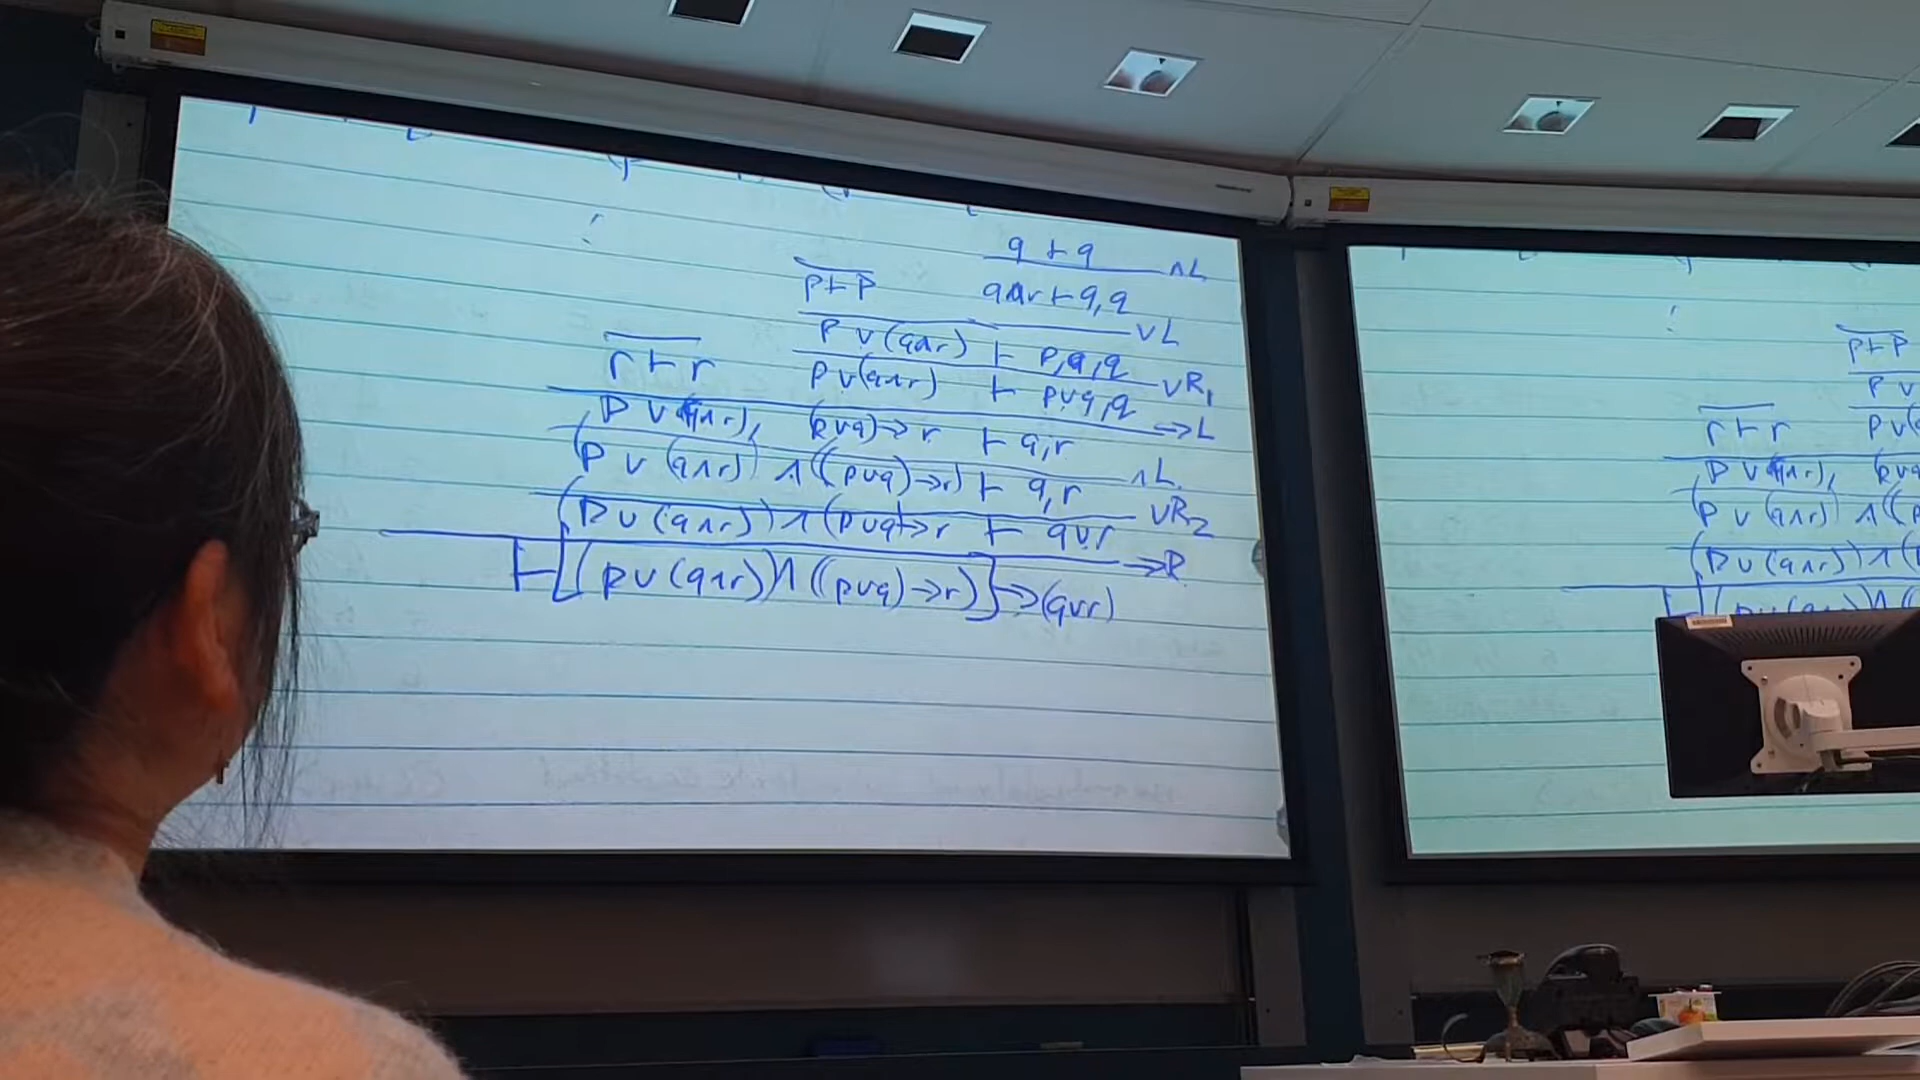 q ⊢ q ∧L
p ⊢ p q∧r ⊢ q,q
∨L
p ∨ (q∧r) ⊢ p,q,q
r ⊢ r p ∨(q∧r) ⊢ p∨q,q ∨R₁
p ∨ (q∧r), (p∨q)→ r ⊢ q,r →L
(p ∨ (q∧r)) ∧((p∨q)→r) ⊢ q,r ∧L
(p ∨ (q∧r)) ∧ (p∨q)→r ⊢ q∨r ∨R₂
→R
⊢[(p∨(q∧r))∧((p∨q)→r)]→(q∨r)
p ⊢ p
p ∨
r ⊢ r p ∨(
p ∨ (q∧r), (p∨q
(p ∨ (q∧r)) ∧((p
(p ∨ (q∧r)) ∧ (